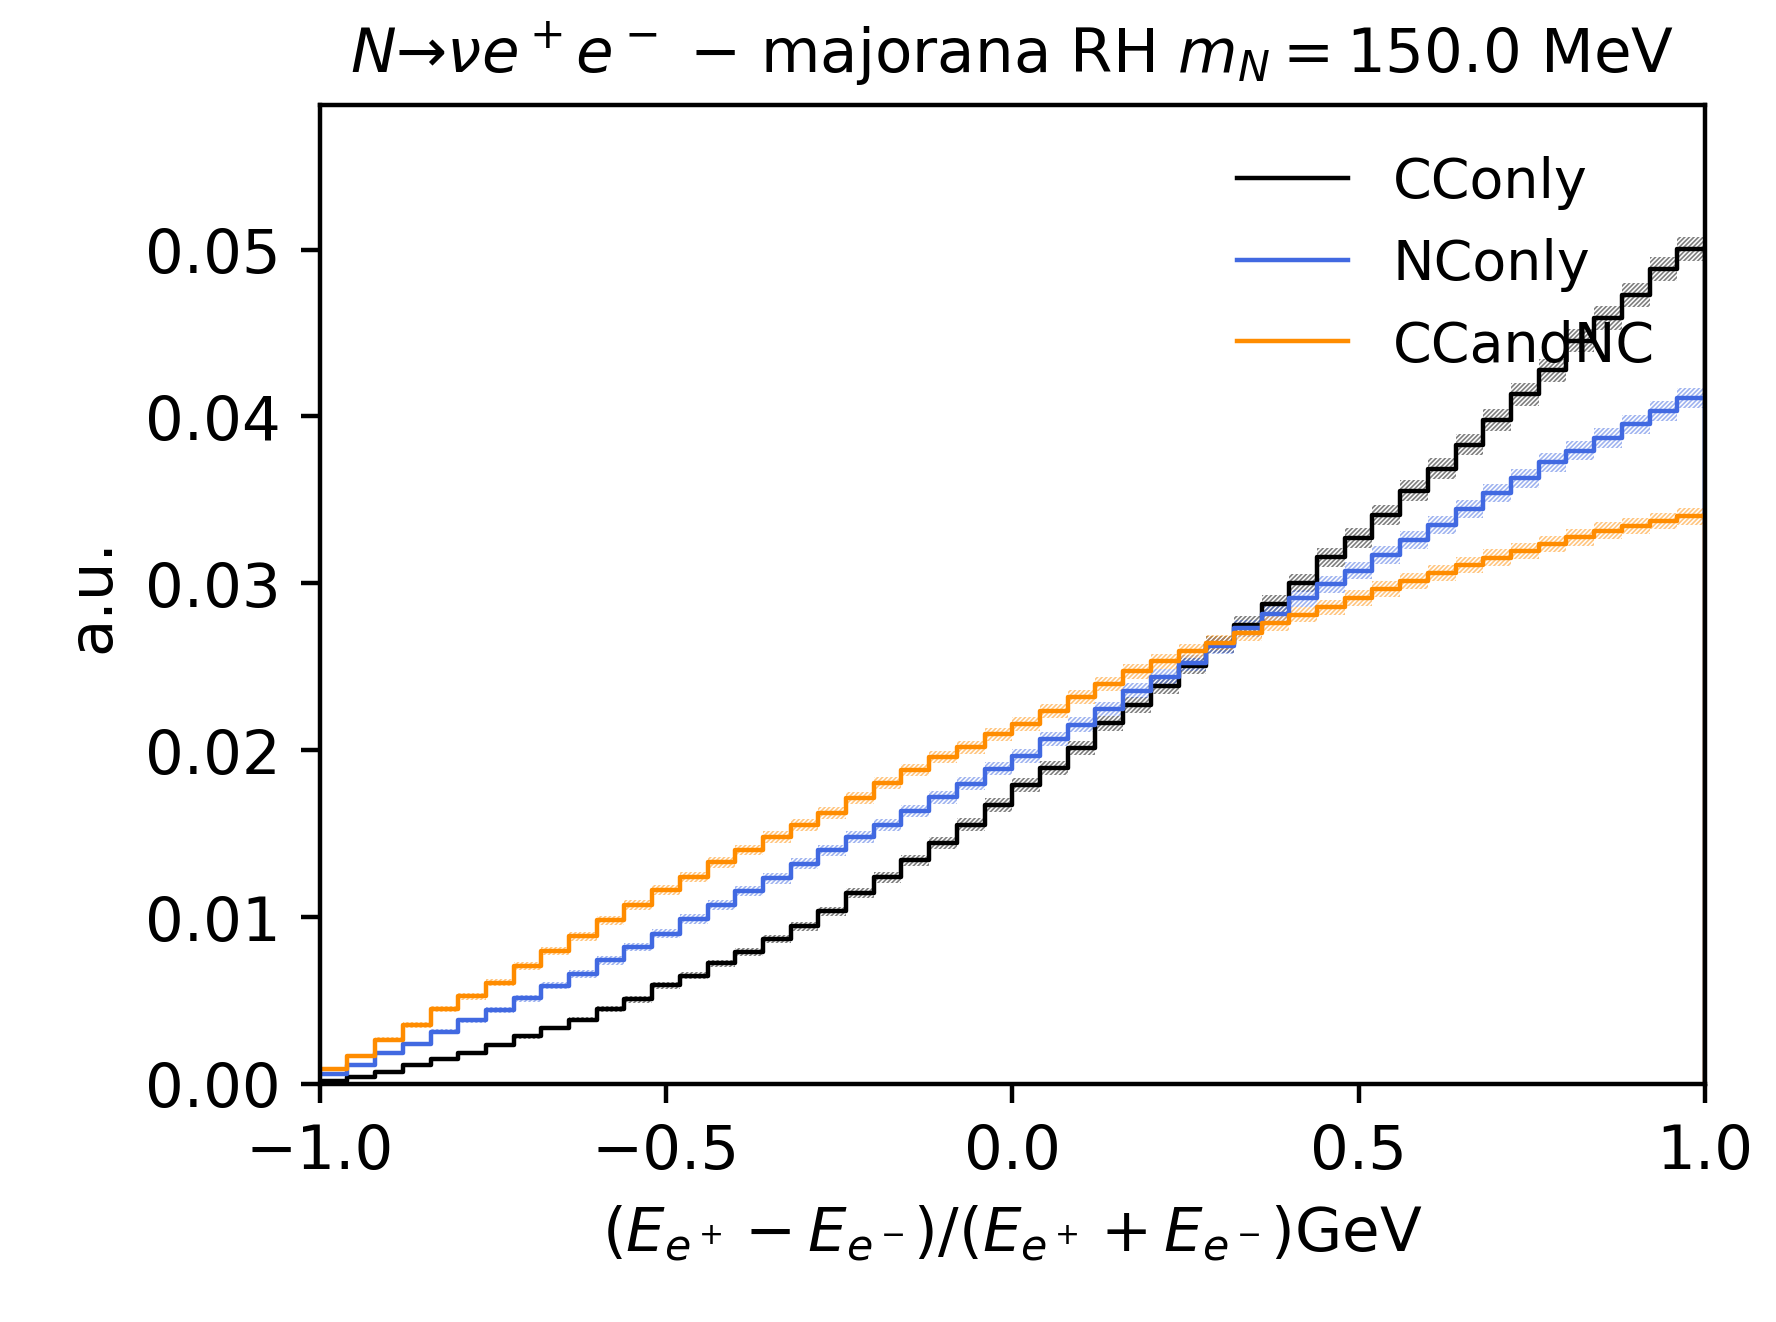 N→νe⁺e⁻ − majorana RH m_N = 150.0 MeV
CConly
NConly
CCandNC
0.05
0.04
0.03
0.02
0.01
0.00
a.u.
−1.0 −0.5 0.0 0.5 1.0
(E_e⁺ − E_e⁻)/(E_e⁺ + E_e⁻)GeV